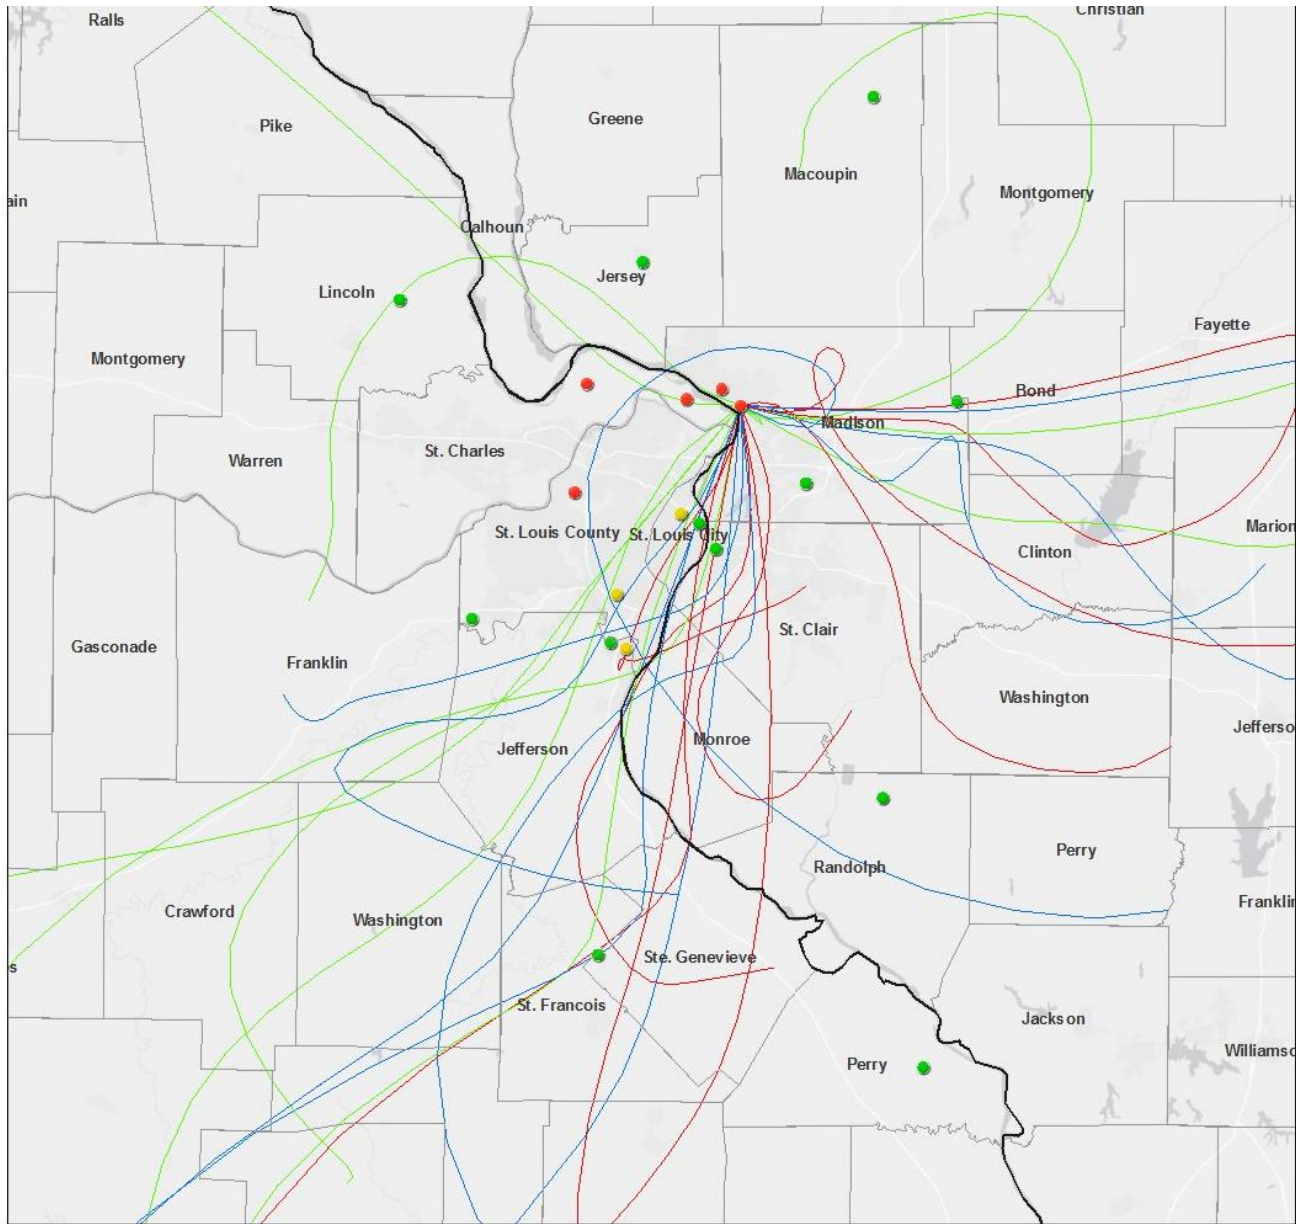 Christian
Ralls
Greene
Pike
Macoupin
Montgomery
ain
Calhoun
Jersey
Lincoln
Fayette
Montgomery
Bond
Madison
St. Charles
Warren
Marion
St. Louis County
St. Louis City
Clinton
St. Clair
Gasconade
Franklin
Washington
Jefferso
Monroe
Jefferson
Perry
Randolph
Franklin
Crawford
Washington
Ste. Genevieve
s
St. Francois
Jackson
Williamso
Perry